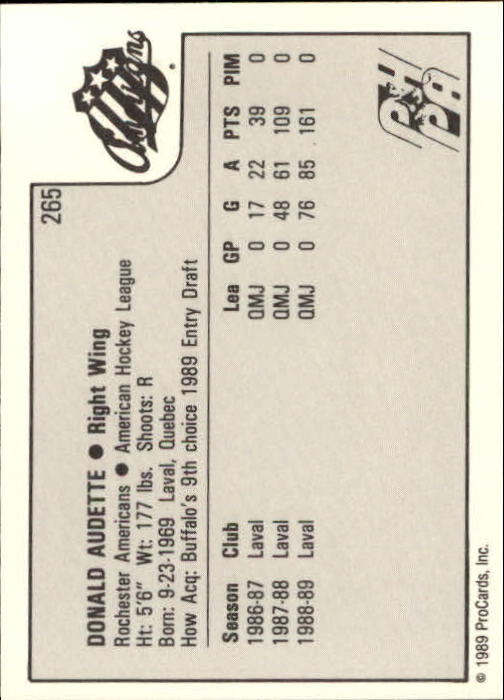 265
Americans
DONALD AUDETTE ● Right Wing
Rochester Americans ● American Hockey League
Ht: 5'6" Wt: 177 lbs. Shoots: R
Born: 9-23-1969 Laval, Quebec
How Acq: Buffalo's 9th choice 1989 Entry Draft
Season Club Lea GP G A PTS PIM
1986-87 Laval QMJ 0 17 22 39 0
1987-88 Laval QMJ 0 48 61 109 0
1988-89 Laval QMJ 0 76 85 161 0
PH
PA
© 1989 ProCards, Inc.